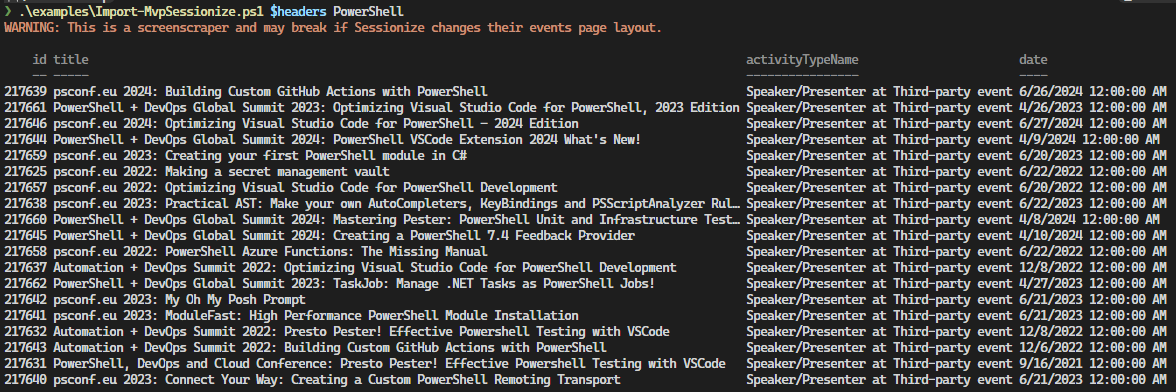 ❯ .\examples\Import-MvpSessionize.ps1 $headers PowerShell
WARNING: This is a screenscraper and may break if Sessionize changes their events page layout.
id title activityTypeName date
-- ----- ---------------- ----
217639 psconf.eu 2024: Building Custom GitHub Actions with PowerShell Speaker/Presenter at Third-party event 6/26/2024 12:00:00 AM
217661 PowerShell + DevOps Global Summit 2023: Optimizing Visual Studio Code for PowerShell, 2023 Edition Speaker/Presenter at Third-party event 4/26/2023 12:00:00 AM
217646 psconf.eu 2024: Optimizing Visual Studio Code for PowerShell - 2024 Edition Speaker/Presenter at Third-party event 6/27/2024 12:00:00 AM
217644 PowerShell + DevOps Global Summit 2024: PowerShell VSCode Extension 2024 What's New! Speaker/Presenter at Third-party event 4/9/2024 12:00:00 AM
217659 psconf.eu 2023: Creating your first PowerShell module in C# Speaker/Presenter at Third-party event 6/20/2023 12:00:00 AM
217625 psconf.eu 2022: Making a secret management vault Speaker/Presenter at Third-party event 6/22/2022 12:00:00 AM
217657 psconf.eu 2022: Optimizing Visual Studio Code for PowerShell Development Speaker/Presenter at Third-party event 6/20/2022 12:00:00 AM
217638 psconf.eu 2023: Practical AST: Make your own AutoCompleters, KeyBindings and PSScriptAnalyzer Rul… Speaker/Presenter at Third-party event 6/22/2023 12:00:00 AM
217660 PowerShell + DevOps Global Summit 2024: Mastering Pester: PowerShell Unit and Infrastructure Test… Speaker/Presenter at Third-party event 4/8/2024 12:00:00 AM
217645 PowerShell + DevOps Global Summit 2024: Creating a PowerShell 7.4 Feedback Provider Speaker/Presenter at Third-party event 4/10/2024 12:00:00 AM
217658 psconf.eu 2022: PowerShell Azure Functions: The Missing Manual Speaker/Presenter at Third-party event 6/22/2022 12:00:00 AM
217637 Automation + DevOps Summit 2022: Optimizing Visual Studio Code for PowerShell Development Speaker/Presenter at Third-party event 12/8/2022 12:00:00 AM
217662 PowerShell + DevOps Global Summit 2023: TaskJob: Manage .NET Tasks as PowerShell Jobs! Speaker/Presenter at Third-party event 4/27/2023 12:00:00 AM
217642 psconf.eu 2023: My Oh My Posh Prompt Speaker/Presenter at Third-party event 6/21/2023 12:00:00 AM
217641 psconf.eu 2023: ModuleFast: High Performance PowerShell Module Installation Speaker/Presenter at Third-party event 6/21/2023 12:00:00 AM
217632 Automation + DevOps Summit 2022: Presto Pester! Effective Powershell Testing with VSCode Speaker/Presenter at Third-party event 12/8/2022 12:00:00 AM
217643 Automation + DevOps Summit 2022: Building Custom GitHub Actions with PowerShell Speaker/Presenter at Third-party event 12/6/2022 12:00:00 AM
217631 PowerShell, DevOps and Cloud Conference: Presto Pester! Effective Powershell Testing with VSCode Speaker/Presenter at Third-party event 9/16/2021 12:00:00 AM
217640 psconf.eu 2023: Connect Your Way: Creating a Custom PowerShell Remoting Transport Speaker/Presenter at Third-party event 6/21/2023 12:00:00 AM